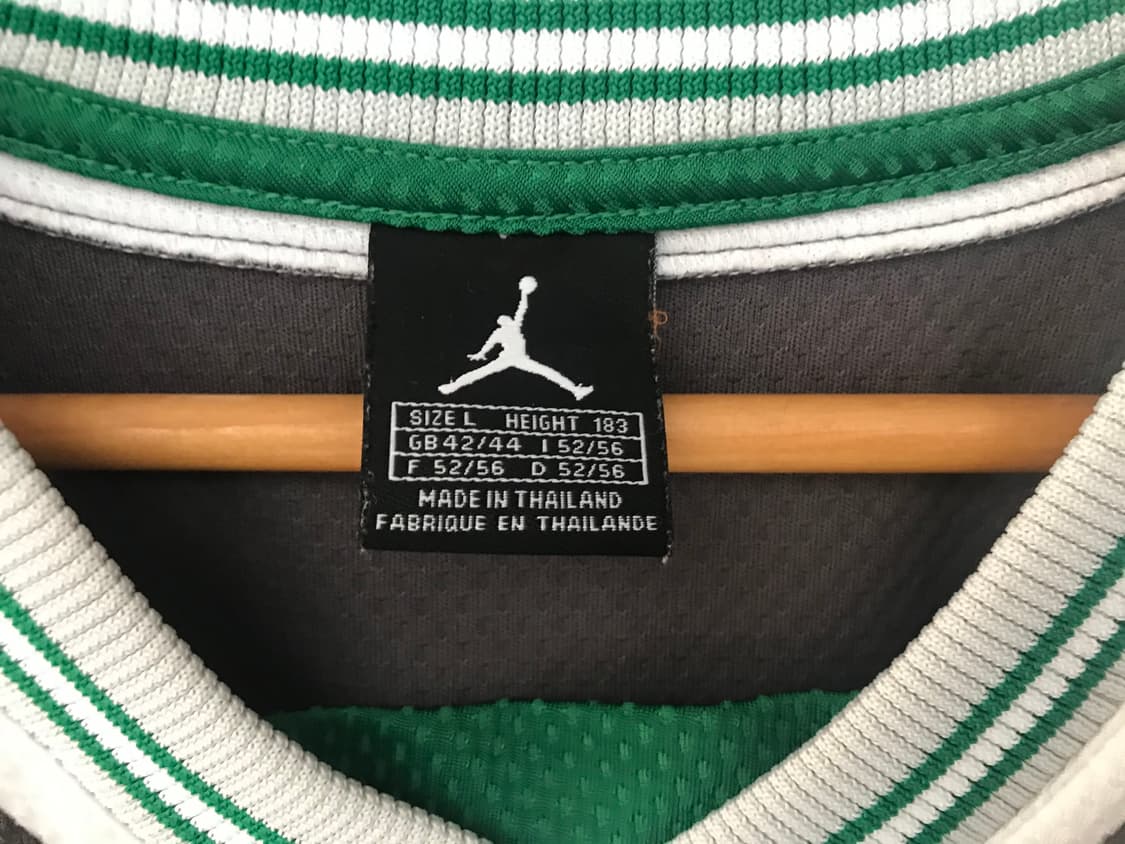 SIZE L HEIGHT 183
GB 42/44 I 52/56
F 52/56 D 52/56
MADE IN THAILAND
FABRIQUE EN THAILANDE